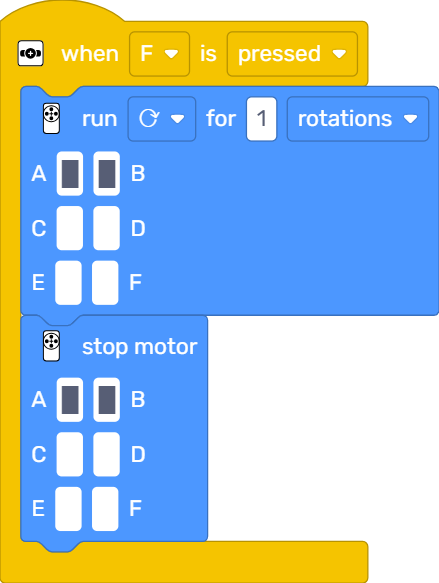 when F is pressed
run for 1 rotations
A B
C D
E F
stop motor
A B
C D
E F